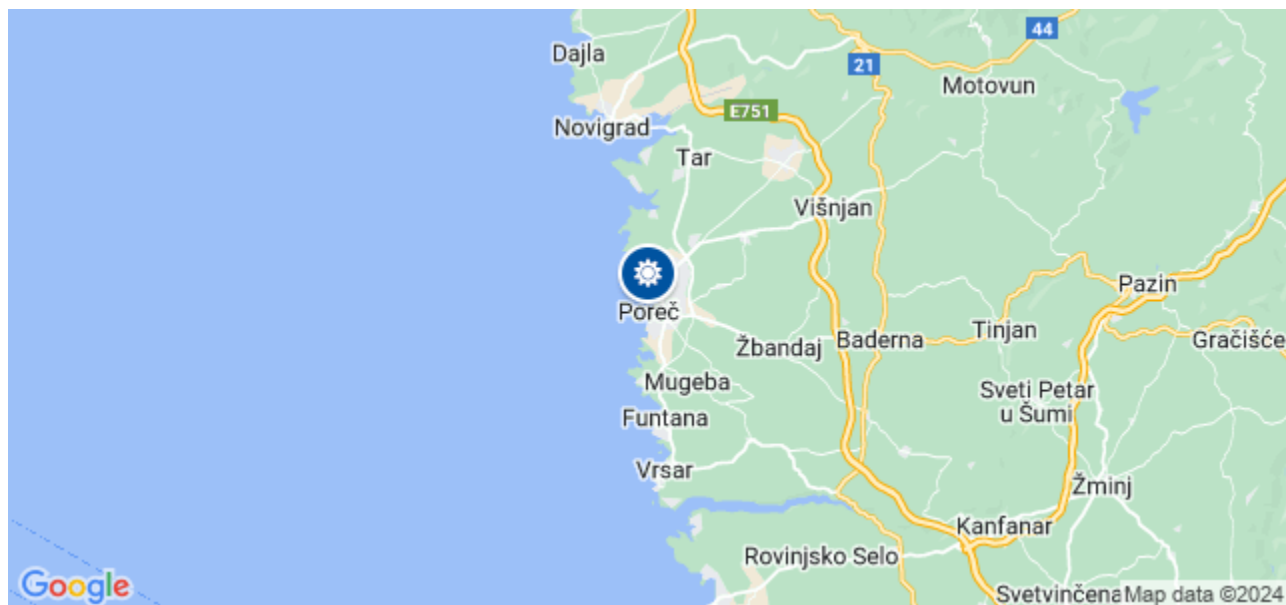 44
Dajla
21
Motovun
E751
Novigrad
Tar
Višnjan
Poreč
Pazin
Žbandaj
Baderna
Tinjan
Gračišće
Mugeba
Sveti Petar
u Šumi
Funtana
Vrsar
Žminj
Kanfanar
Rovinjsko Selo
Google
Svetvinčena
Map data ©2024